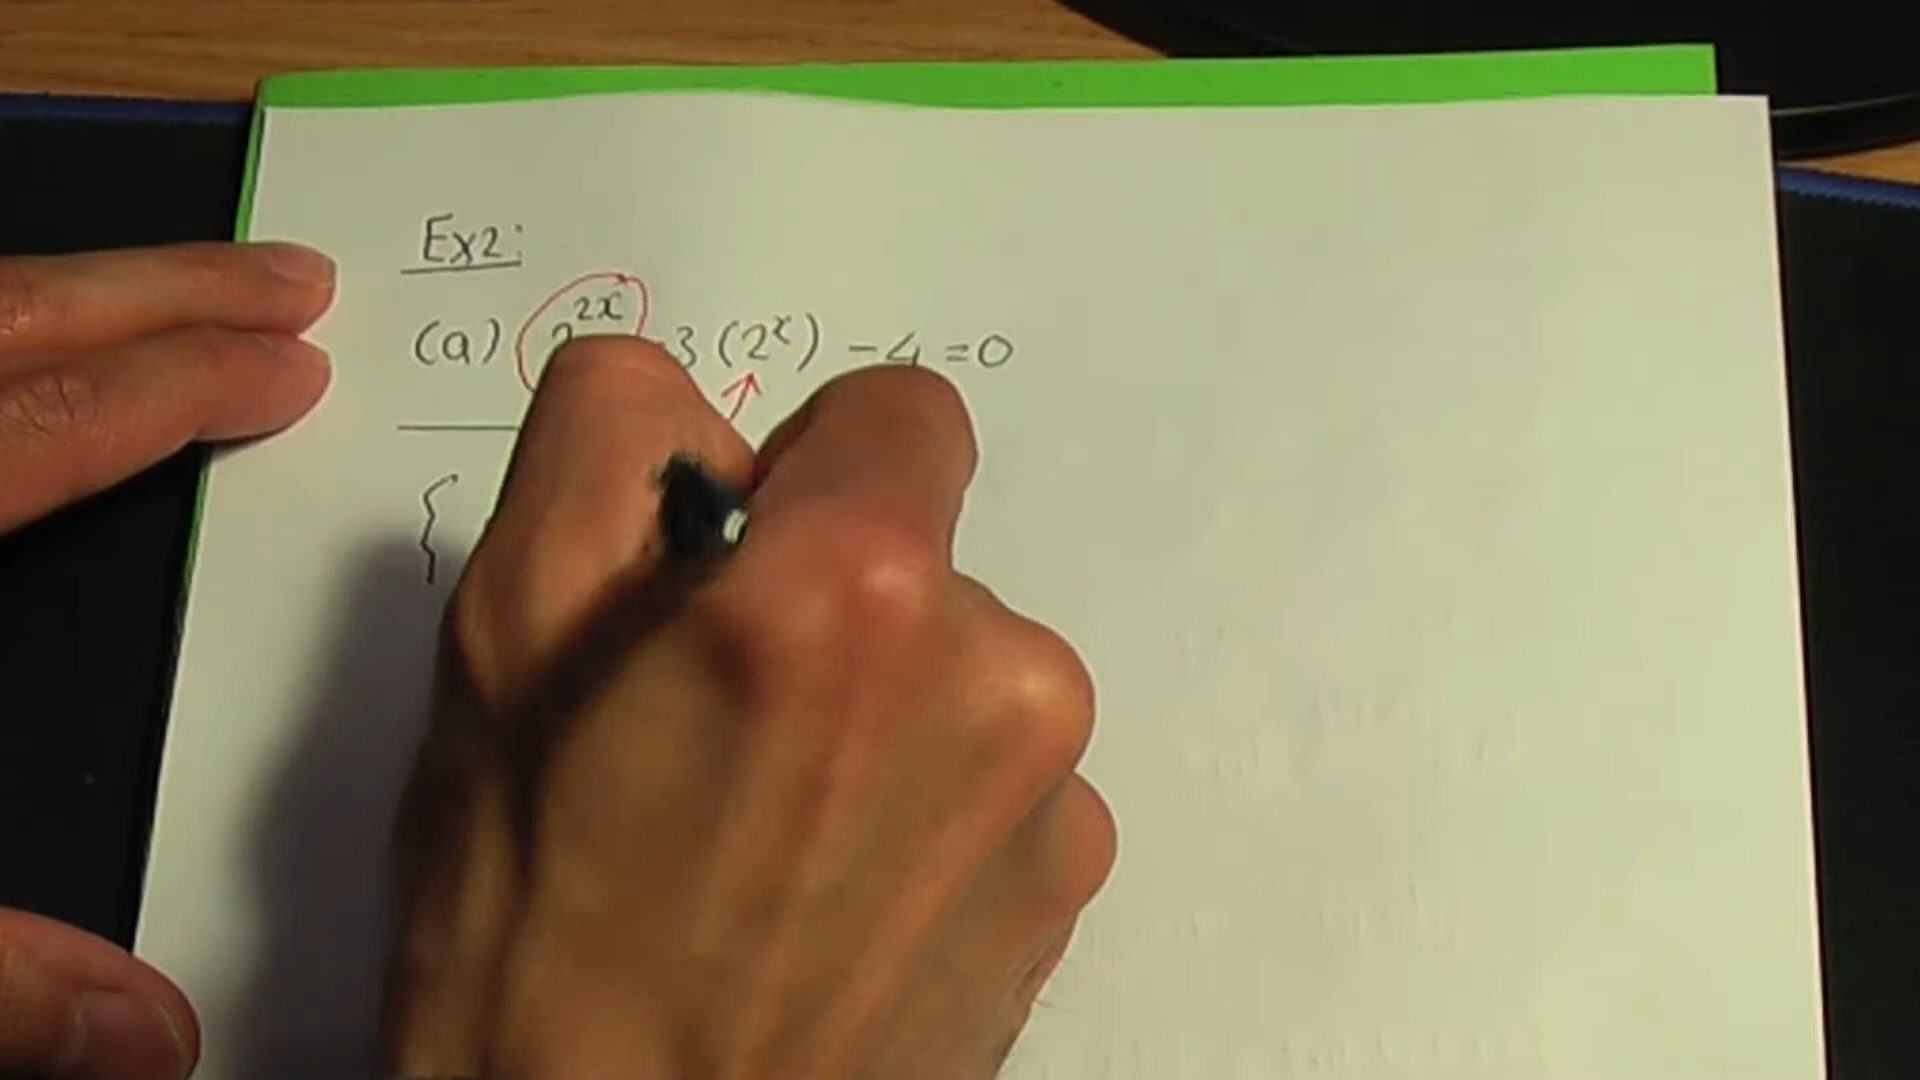 Ex2:
(a) 2^{2x} - 3 (2^x) - 4 = 0
{